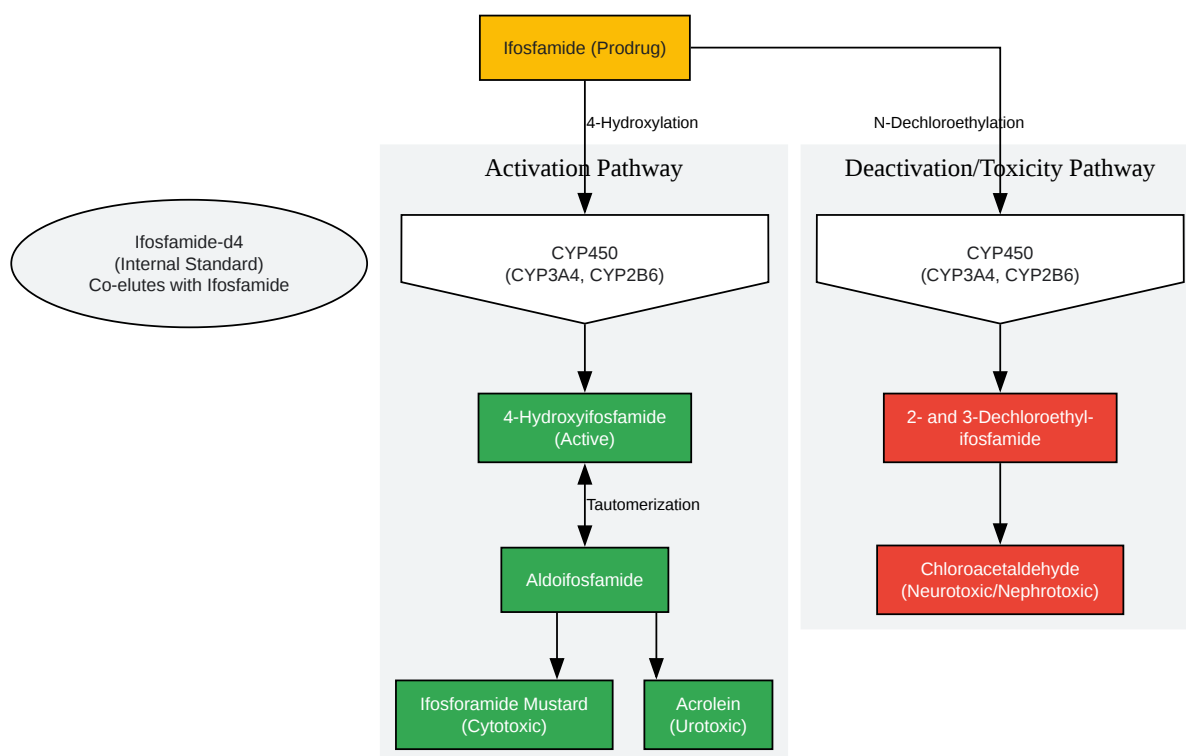 Ifosfamide (Prodrug)
4-Hydroxylation
N-Dechloroethylation
Activation Pathway
Deactivation/Toxicity Pathway
Ifosfamide-d4
(Internal Standard)
Co-elutes with Ifosfamide
CYP450
(CYP3A4, CYP2B6)
CYP450
(CYP3A4, CYP2B6)
4-Hydroxyifosfamide
(Active)
2- and 3-Dechloroethyl-
ifosfamide
Tautomerization
Aldoifosfamide
Chloroacetaldehyde
(Neurotoxic/Nephrotoxic)
Ifosforamide Mustard
(Cytotoxic)
Acrolein
(Urotoxic)